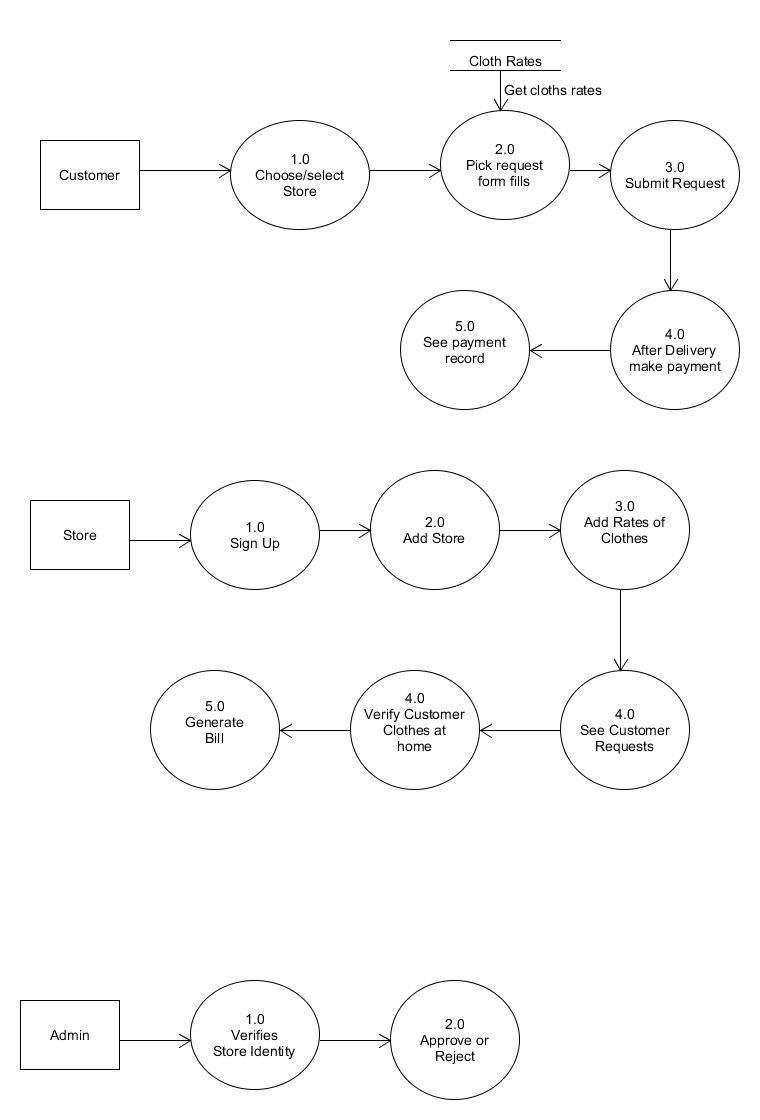 Cloth Rates
Get cloths rates
Customer
1.0
Choose/select
Store
2.0
Pick request
form fills
3.0
Submit Request
5.0
See payment
record
4.0
After Delivery
make payment
Store
1.0
Sign Up
2.0
Add Store
3.0
Add Rates of
Clothes
5.0
Generate
Bill
4.0
Verify Customer
Clothes at
home
4.0
See Customer
Requests
Admin
1.0
Verifies
Store Identity
2.0
Approve or
Reject